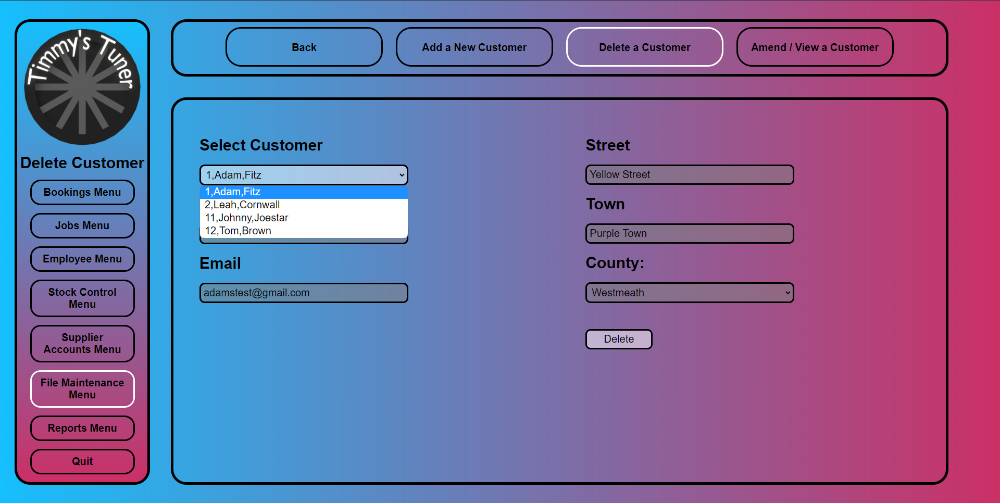 Timmy's Tuner
Delete Customer
Bookings Menu
Jobs Menu
Employee Menu
Stock Control
Menu
Supplier
Accounts Menu
File Maintenance
Menu
Reports Menu
Quit
Back
Add a New Customer
Delete a Customer
Amend / View a Customer
Select Customer
1,Adam,Fitz
1,Adam,Fitz
2,Leah,Cornwall
11,Johnny,Joestar
12,Tom,Brown
Email
adamstest@gmail.com
Street
Yellow Street
Town
Purple Town
County:
Westmeath
Delete